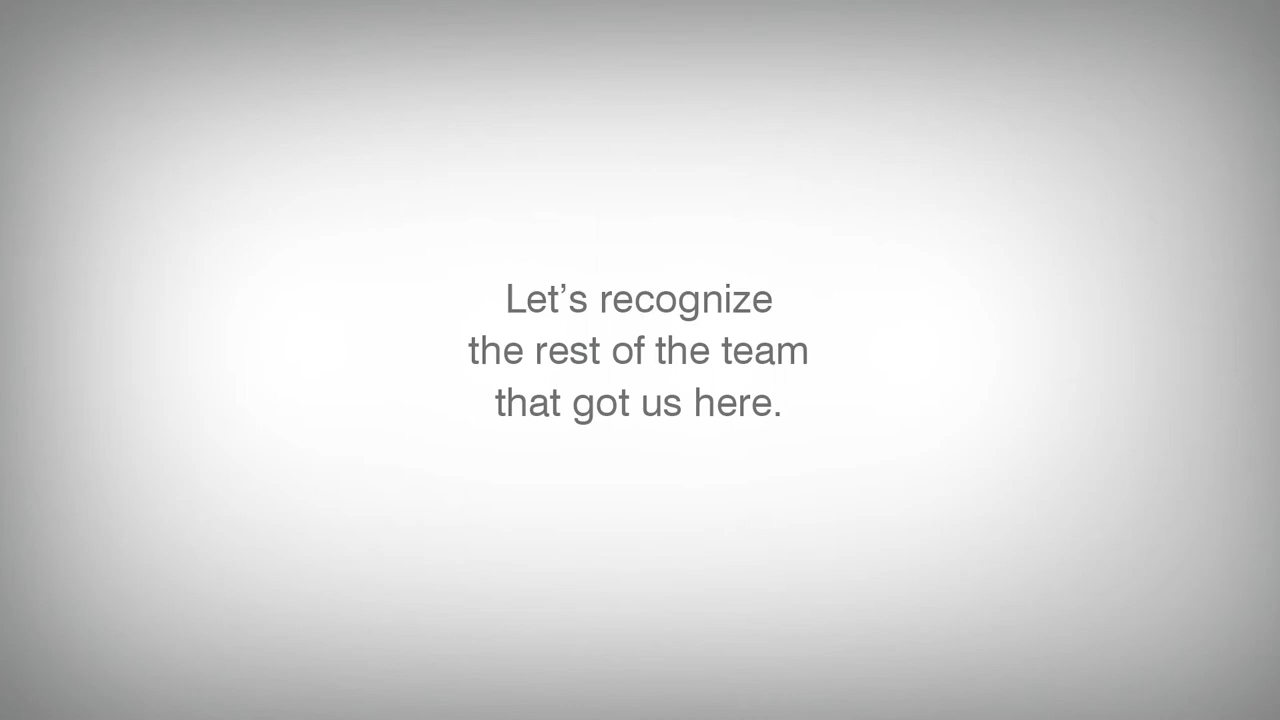 Let’s recognize
the rest of the team
that got us here.